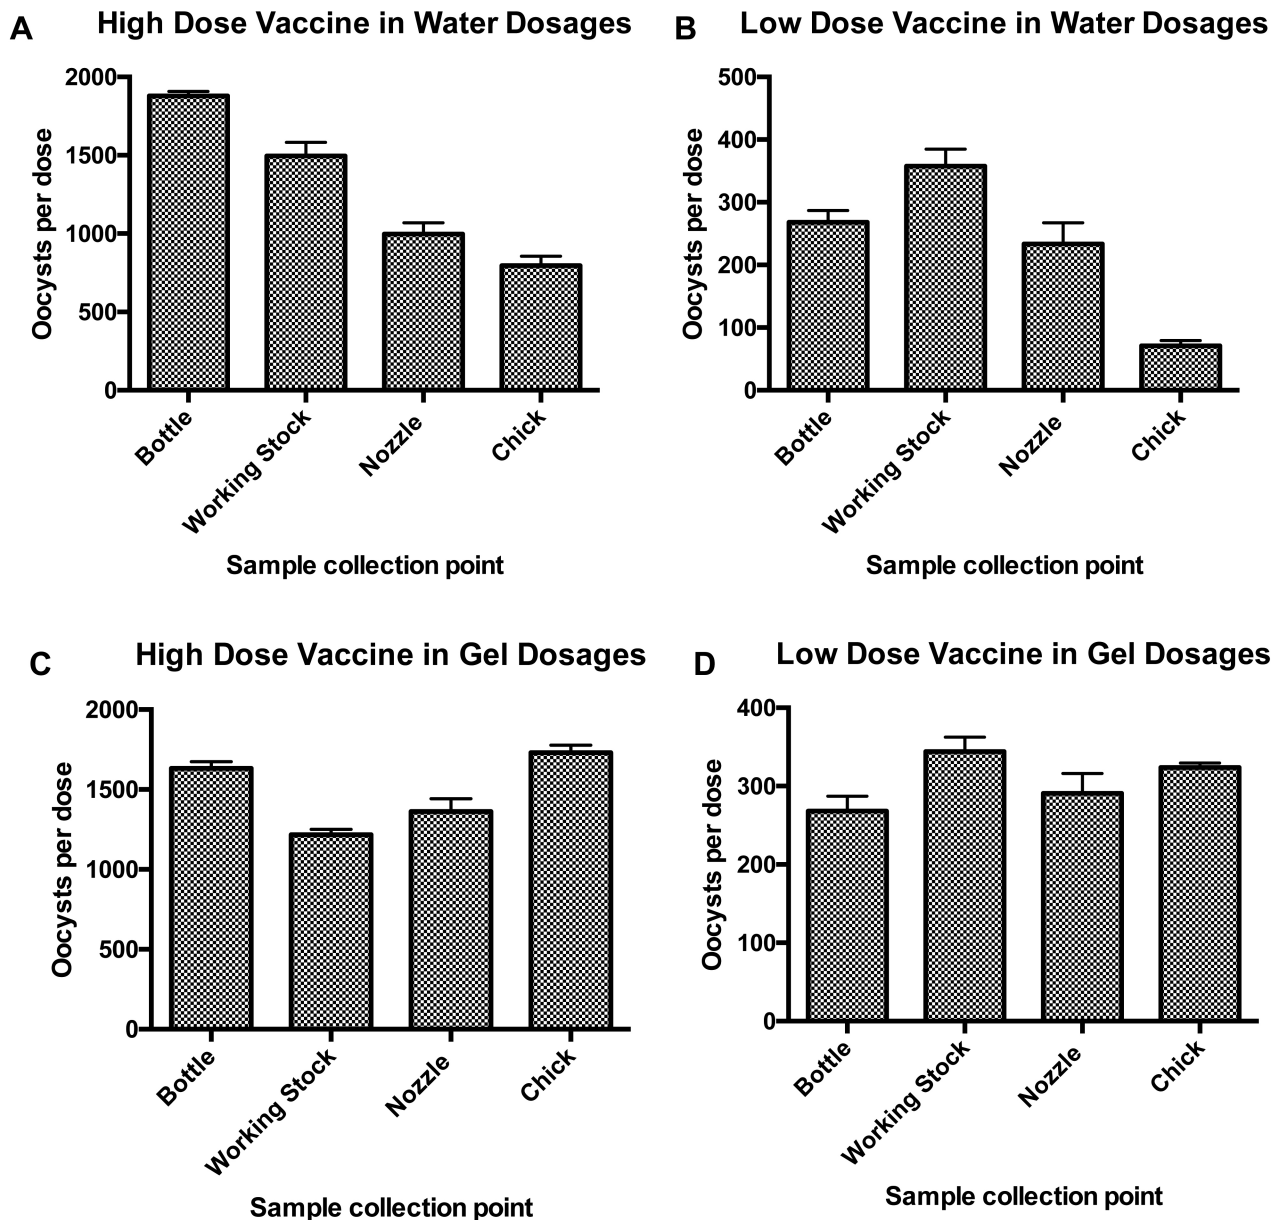 A
High Dose Vaccine in Water Dosages
Oocysts per dose
2000
1500
1000
500
0
Bottle
Working Stock
Nozzle
Chick
Sample collection point
B
Low Dose Vaccine in Water Dosages
Oocysts per dose
500
400
300
200
100
0
Bottle
Working Stock
Nozzle
Chick
Sample collection point
C
High Dose Vaccine in Gel Dosages
Oocysts per dose
2000
1500
1000
500
0
Bottle
Working Stock
Nozzle
Chick
Sample collection point
D
Low Dose Vaccine in Gel Dosages
Oocysts per dose
400
300
200
100
0
Bottle
Working Stock
Nozzle
Chick
Sample collection point